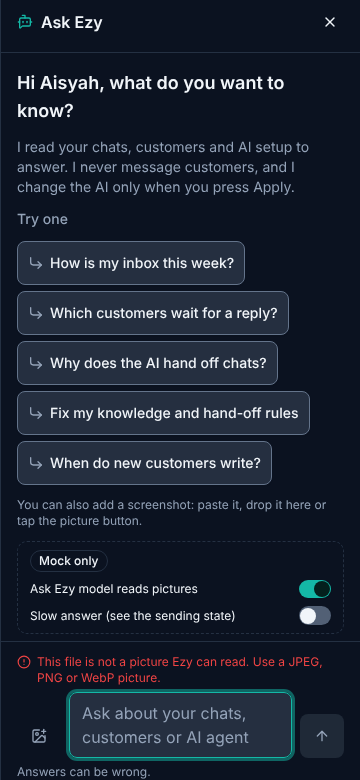 Ask Ezy
Hi Aisyah, what do you want to
know?
I read your chats, customers and AI setup to
answer. I never message customers, and I
change the AI only when you press Apply.
Try one
How is my inbox this week?
Which customers wait for a reply?
Why does the AI hand off chats?
Fix my knowledge and hand-off rules
When do new customers write?
You can also add a screenshot: paste it, drop it here or
tap the picture button.
Mock only
Ask Ezy model reads pictures
Slow answer (see the sending state)
This file is not a picture Ezy can read. Use a JPEG,
PNG or WebP picture.
Ask about your chats,
customers or AI agent
Answers can be wrong.